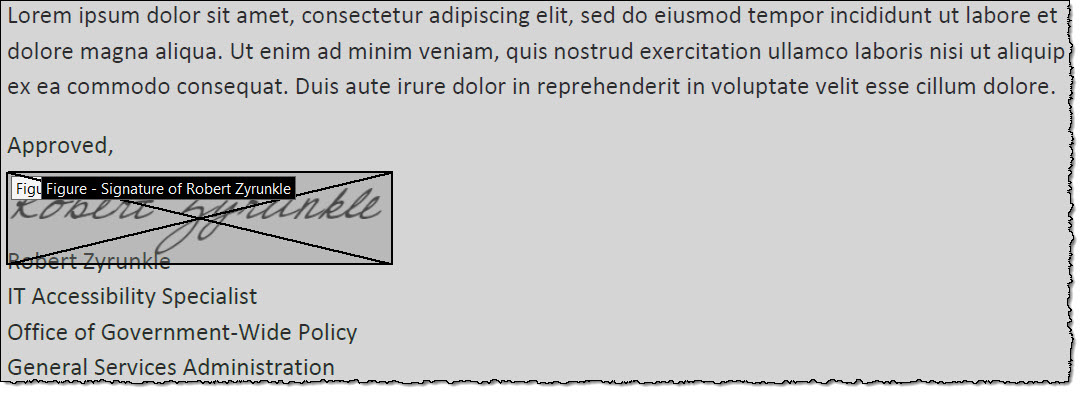 Lorem ipsum dolor sit amet, consectetur adipiscing elit, sed do eiusmod tempor incididunt ut labore et
dolore magna aliqua. Ut enim ad minim veniam, quis nostrud exercitation ullamco laboris nisi ut aliquip
ex ea commodo consequat. Duis aute irure dolor in reprehenderit in voluptate velit esse cillum dolore.
Approved,
Figu Figure - Signature of Robert Zyrunkle
Robert Zyrunkle
Robert Zyrunkle
IT Accessibility Specialist
Office of Government-Wide Policy
General Services Administration